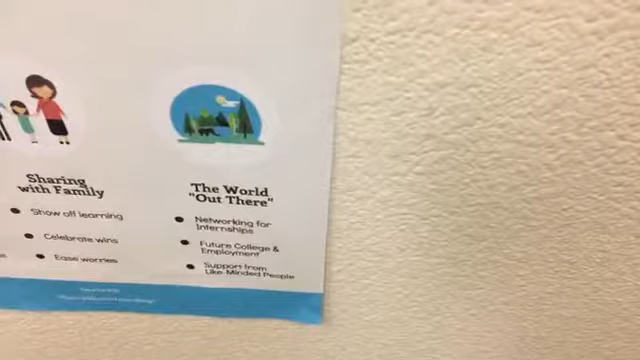 Sharing
with Family
Show off learning
Celebrate wins
Ease worries
The World
"Out There"
Networking for
Internships
Future College &
Employment
Support from
Like-Minded People